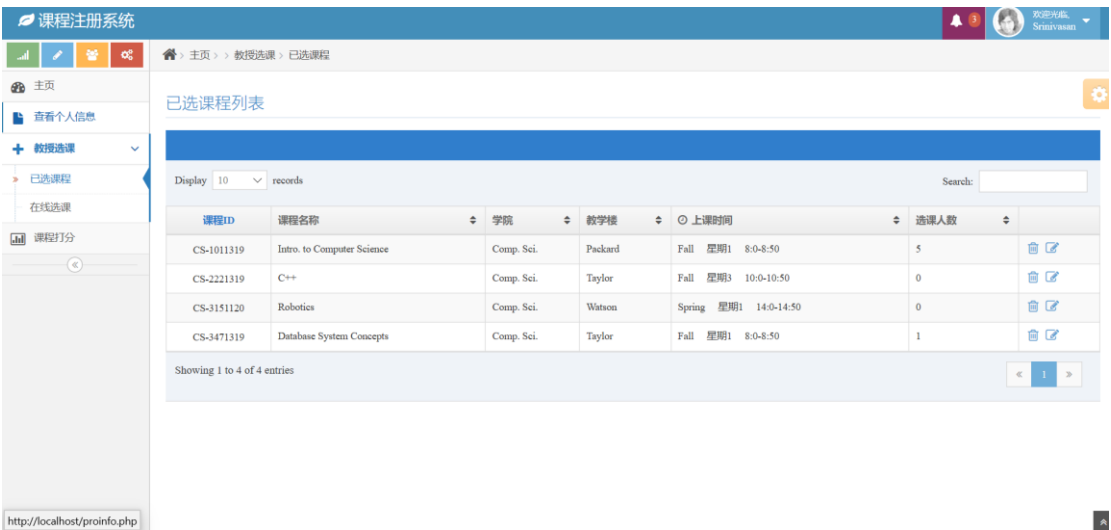 课程注册系统
3
欢迎光临,
Srinivasan
主页 > > 教授选课 > 已选课程
主页
查看个人信息
教授选课
已选课程
在线选课
课程打分
已选课程列表
Display 10 records
Search:
课程ID 课程名称 学院 教学楼 上课时间 选课人数
CS-1011319 Intro. to Computer Science Comp. Sci. Packard Fall 星期1 8:0-8:50 5
CS-2221319 C++ Comp. Sci. Taylor Fall 星期3 10:0-10:50 0
CS-3151120 Robotics Comp. Sci. Watson Spring 星期1 14:0-14:50 0
CS-3471319 Database System Concepts Comp. Sci. Taylor Fall 星期1 8:0-8:50 1
Showing 1 to 4 of 4 entries
« 1 »
http://localhost/proinfo.php